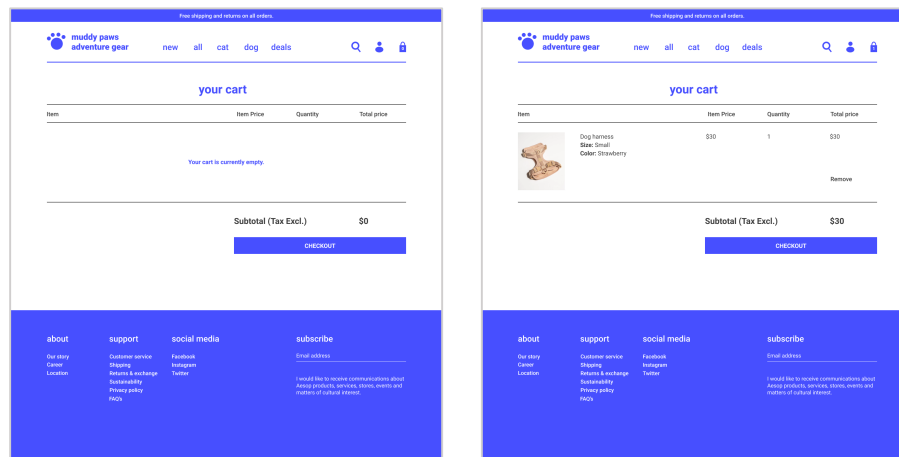 Free shipping and returns on all orders.
muddy paws
adventure gear
new all cat dog deals
your cart
Item Item Price Quantity Total price
Your cart is currently empty.
Subtotal (Tax Excl.) $0
CHECKOUT
about support social media subscribe
Our story Customer service Facebook Email address
Career Shipping Instagram
Location Returns & exchange Twitter
Sustainability
Privacy policy
FAQ's
I would like to receive communications about
Aesop products, services, stores, events and
matters of cultural interest.
Free shipping and returns on all orders.
muddy paws
adventure gear
new all cat dog deals
your cart
Item Item Price Quantity Total price
Dog harness $30 1 $30
Size: Small
Color: Strawberry
Remove
Subtotal (Tax Excl.) $30
CHECKOUT
about support social media subscribe
Our story Customer service Facebook Email address
Career Shipping Instagram
Location Returns & exchange Twitter
Sustainability
Privacy policy
FAQ's
I would like to receive communications about
Aesop products, services, stores, events and
matters of cultural interest.